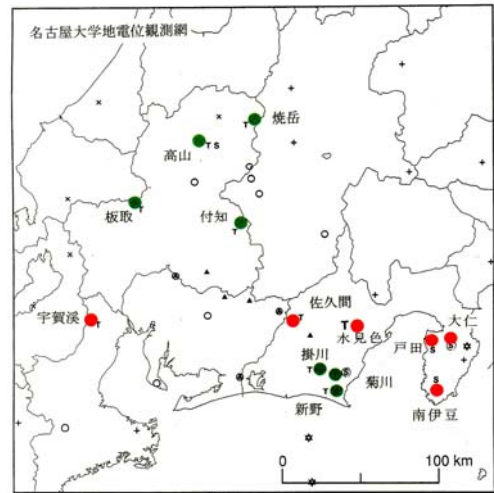 名古屋大学地電位観測網
焼岳
T
T S
高山
板取
T
付知
T
宇賀渓
T
佐久間
T
T
水見色
大仁
戸田
S
S
掛川
T
S
菊川
T
新野
S
南伊豆
0
100 km